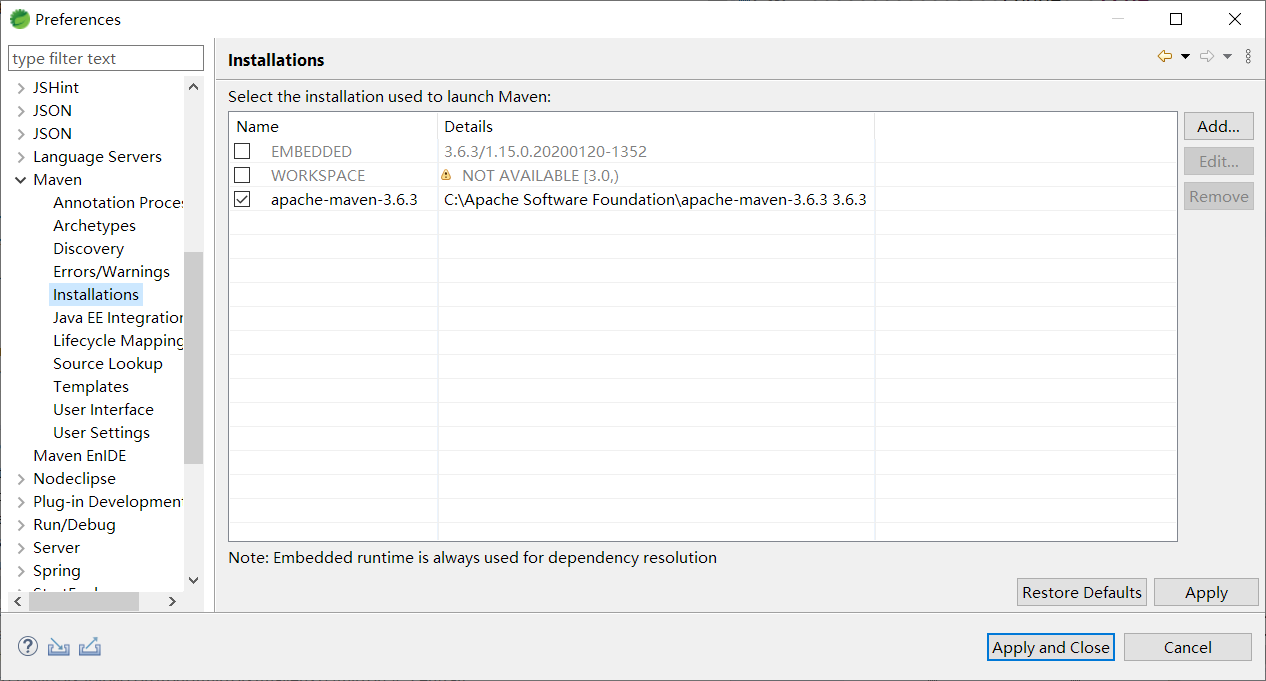 Preferences
type filter text
JSHint
JSON
JSON
Language Servers
Maven
Annotation Proces
Archetypes
Discovery
Errors/Warnings
Installations
Java EE Integration
Lifecycle Mapping
Source Lookup
Templates
User Interface
User Settings
Maven EnIDE
Nodeclipse
Plug-in Development
Run/Debug
Server
Spring
Installations
Select the installation used to launch Maven:
Name Details
EMBEDDED 3.6.3/1.15.0.20200120-1352
WORKSPACE NOT AVAILABLE [3.0,)
apache-maven-3.6.3 C:\Apache Software Foundation\apache-maven-3.6.3 3.6.3
Add...
Edit...
Remove
Note: Embedded runtime is always used for dependency resolution
Restore Defaults Apply
Apply and Close Cancel